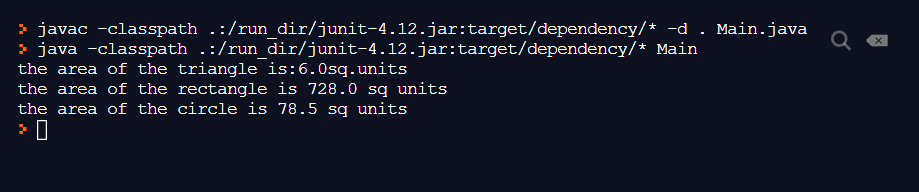 > javac -classpath .:/run_dir/junit-4.12.jar:target/dependency/* -d . Main.java
> java -classpath .:/run_dir/junit-4.12.jar:target/dependency/* Main
the area of the triangle is:6.0sq.units
the area of the rectangle is 728.0 sq units
the area of the circle is 78.5 sq units
>